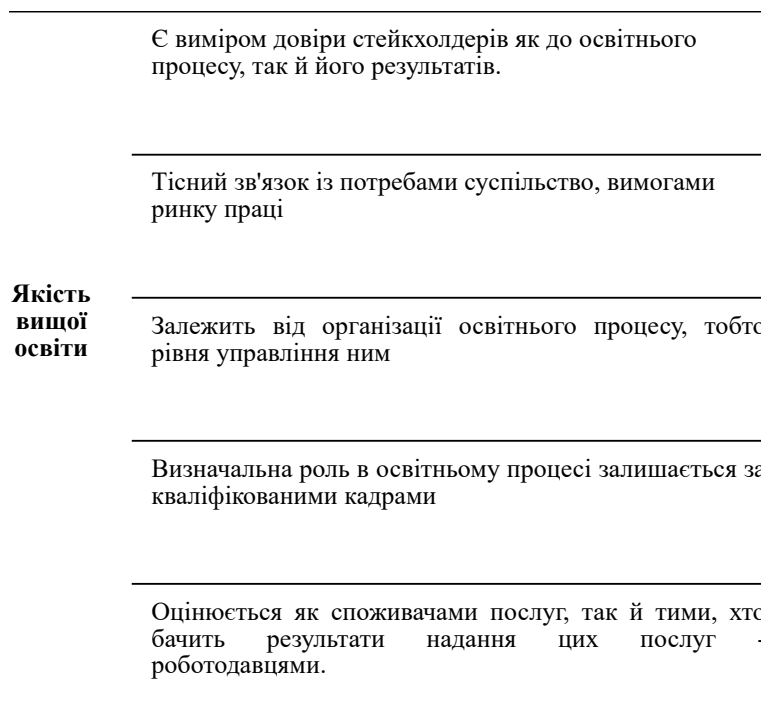 Є виміром довіри стейкхолдерів як до освітнього
процесу, так й його результатів.
Тісний зв'язок із потребами суспільство, вимогами
ринку праці
Якість
вищої
освіти
Залежить від організації освітнього процесу, тобто
рівня управління ним
Визначальна роль в освітньому процесі залишається за
кваліфікованими кадрами
Оцінюється як споживачами послуг, так й тими, хто
бачить результати надання цих послуг -
роботодавцями.